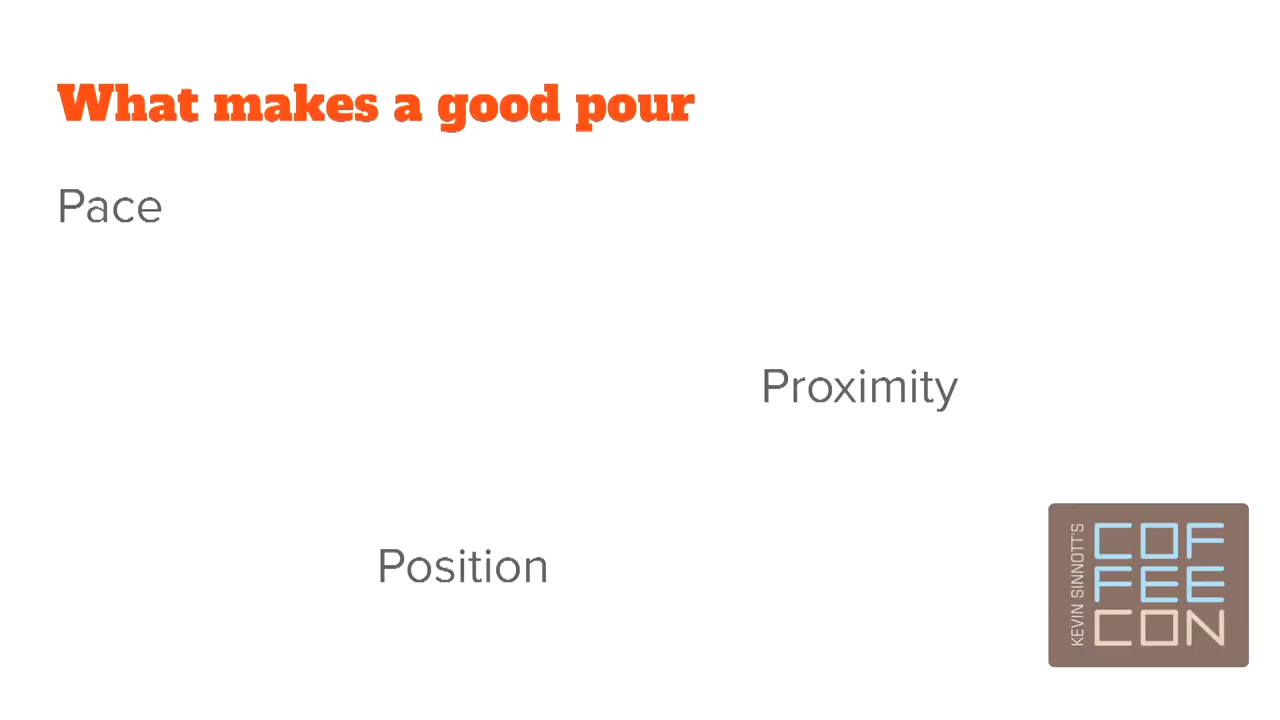 What makes a good pour
Pace
Proximity
Position
KEVIN SINNOTT'S
COF
FEE
CON